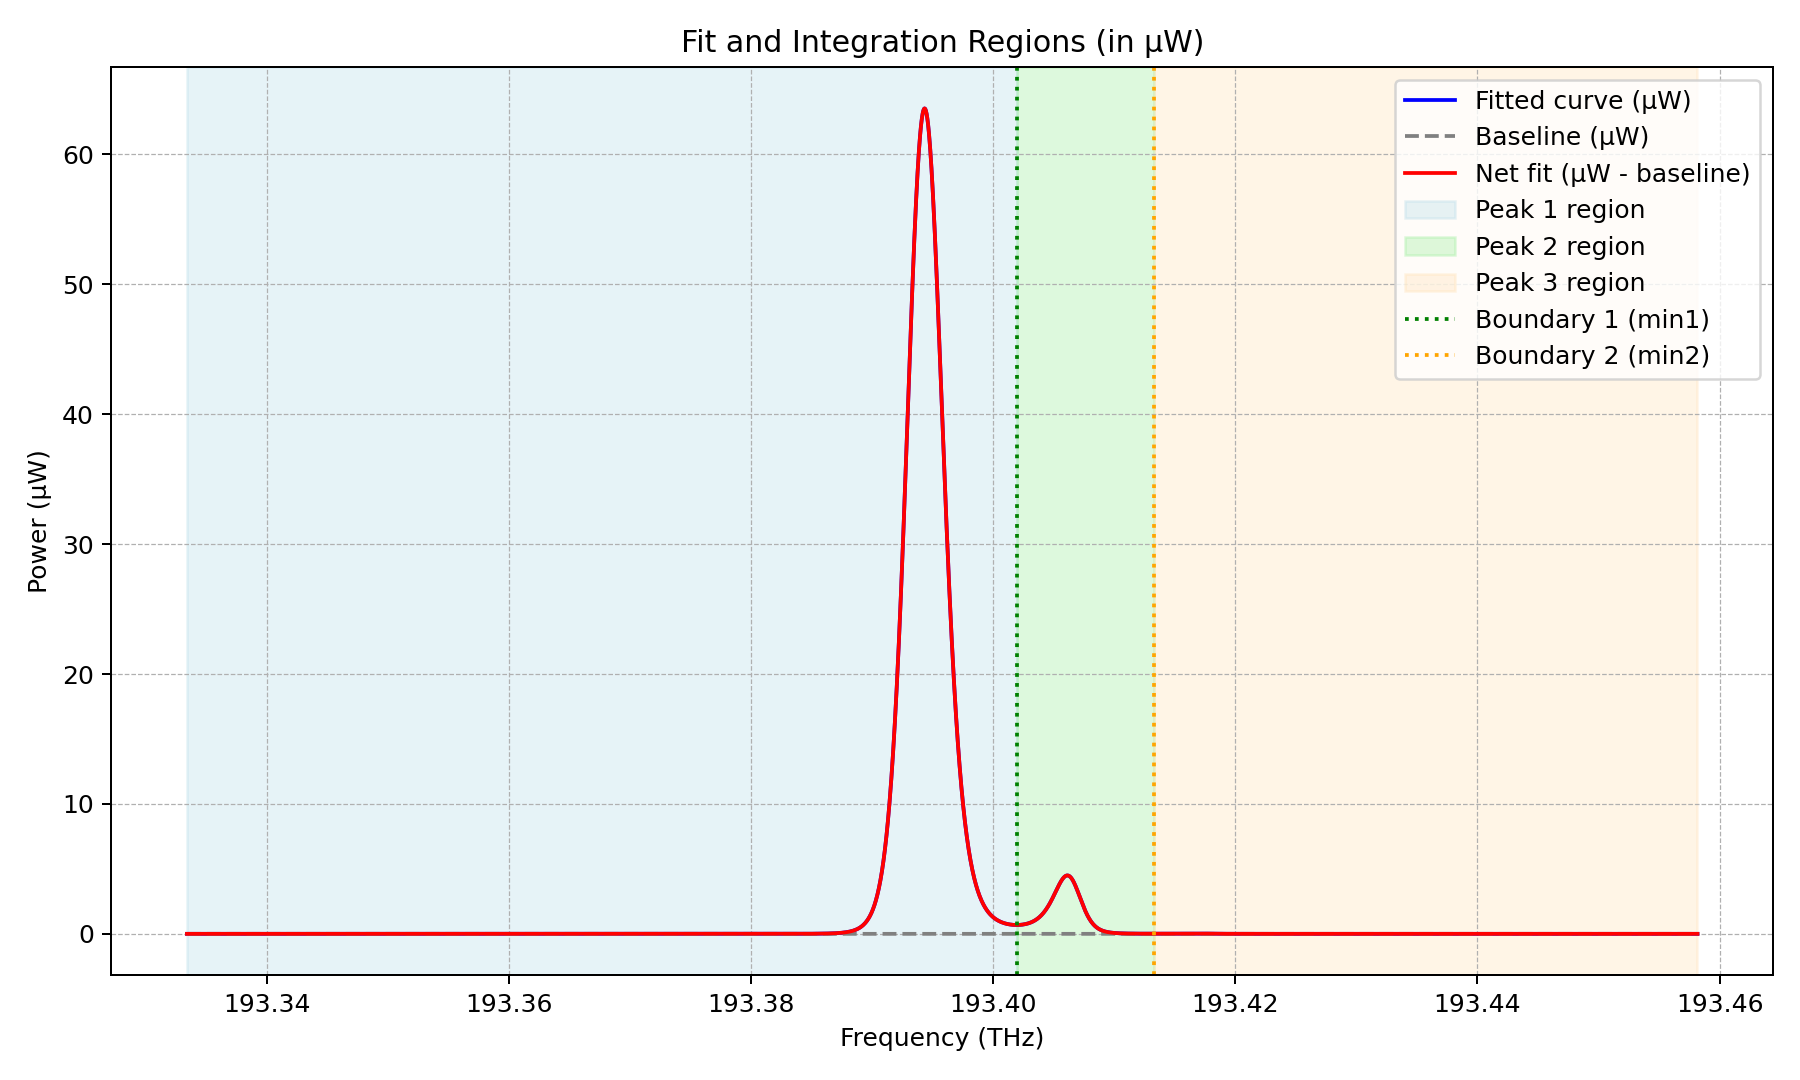 Fit and Integration Regions (in µW)
Fitted curve (µW)
Baseline (µW)
Net fit (µW - baseline)
Peak 1 region
Peak 2 region
Peak 3 region
Boundary 1 (min1)
Boundary 2 (min2)
Power (µW)
60
50
40
30
20
10
0
193.34 193.36 193.38 193.40 193.42 193.44 193.46
Frequency (THz)